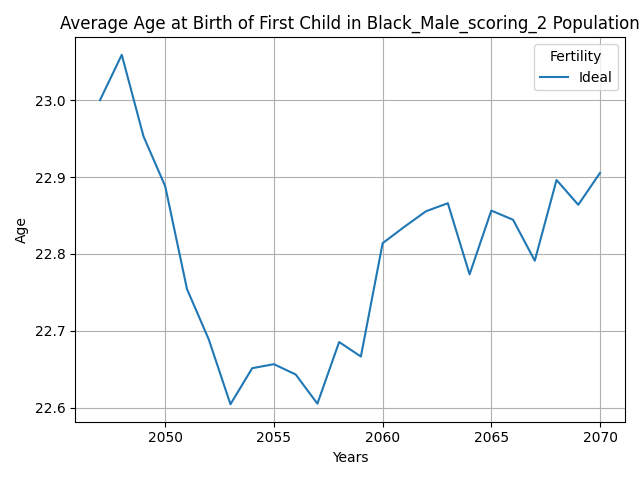 Average Age at Birth of First Child in Black_Male_scoring_2 Population
Fertility
Ideal
Age
23.0
22.9
22.8
22.7
22.6
2050 2055 2060 2065 2070
Years